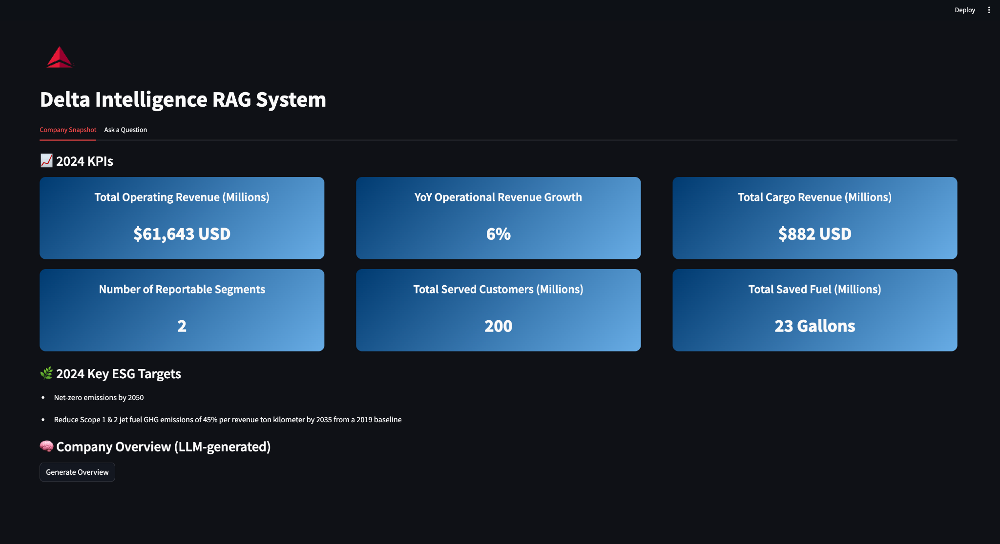 Deploy
Delta Intelligence RAG System
Company Snapshot Ask a Question
2024 KPIs
Total Operating Revenue (Millions)
$61,643 USD
YoY Operational Revenue Growth
6%
Total Cargo Revenue (Millions)
$882 USD
Number of Reportable Segments
2
Total Served Customers (Millions)
200
Total Saved Fuel (Millions)
23 Gallons
2024 Key ESG Targets
• Net-zero emissions by 2050
• Reduce Scope 1 & 2 jet fuel GHG emissions of 45% per revenue ton kilometer by 2035 from a 2019 baseline
Company Overview (LLM-generated)
Generate Overview